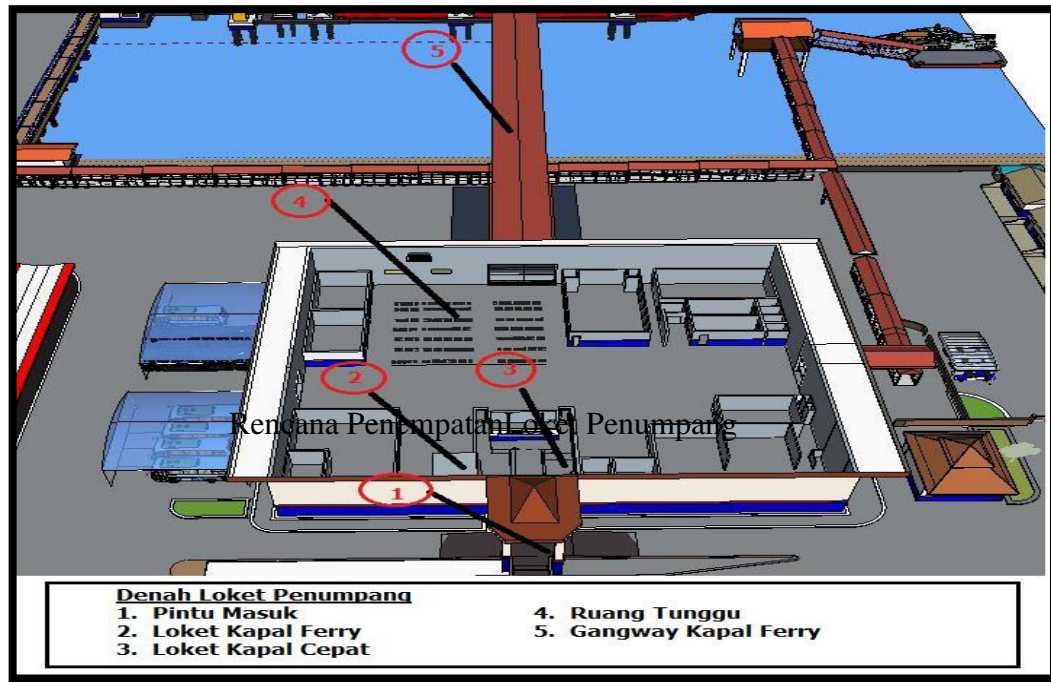 5
4
3
2
Rencana PenempatanLoket Penumpang
1
Denah Loket Penumpang
1. Pintu Masuk
2. Loket Kapal Ferry
3. Loket Kapal Cepat
4. Ruang Tunggu
5. Gangway Kapal Ferry